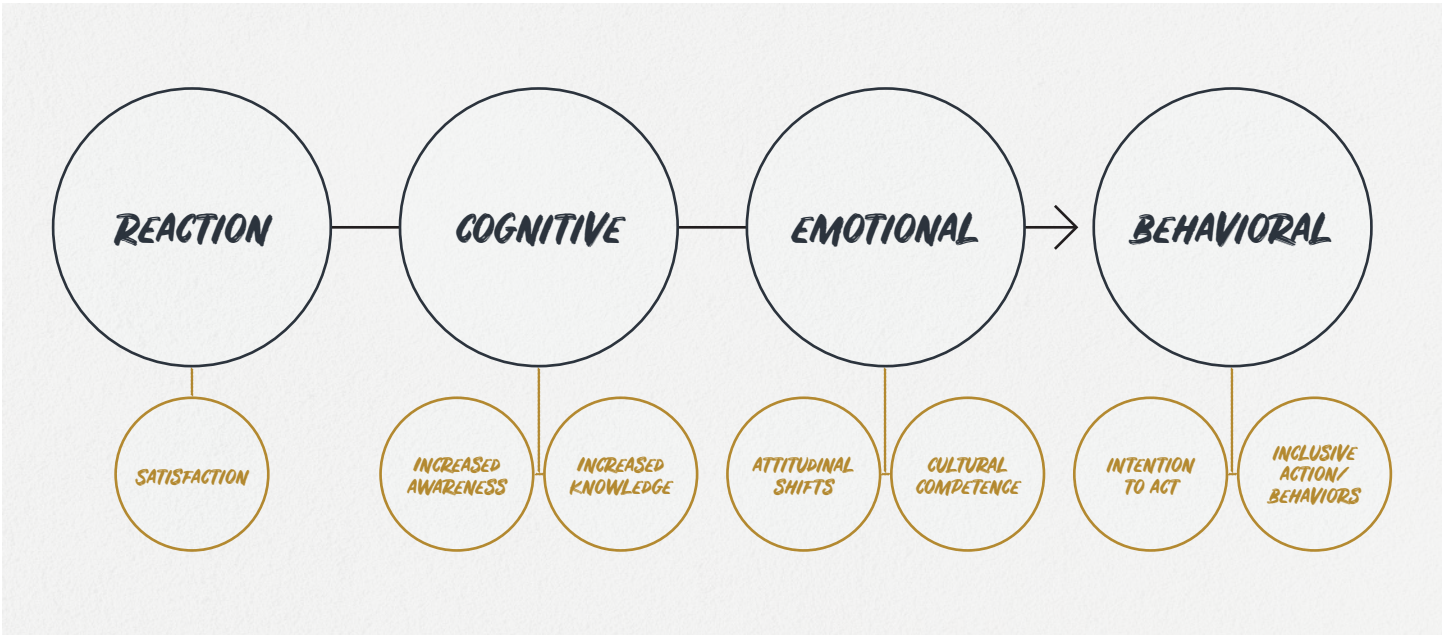 REACTION
COGNITIVE
EMOTIONAL
BEHAVIORAL
SATISFACTION
INCREASED
AWARENESS
INCREASED
KNOWLEDGE
ATTITUDINAL
SHIFTS
CULTURAL
COMPETENCE
INTENTION
TO ACT
INCLUSIVE
ACTION/
BEHAVIORS